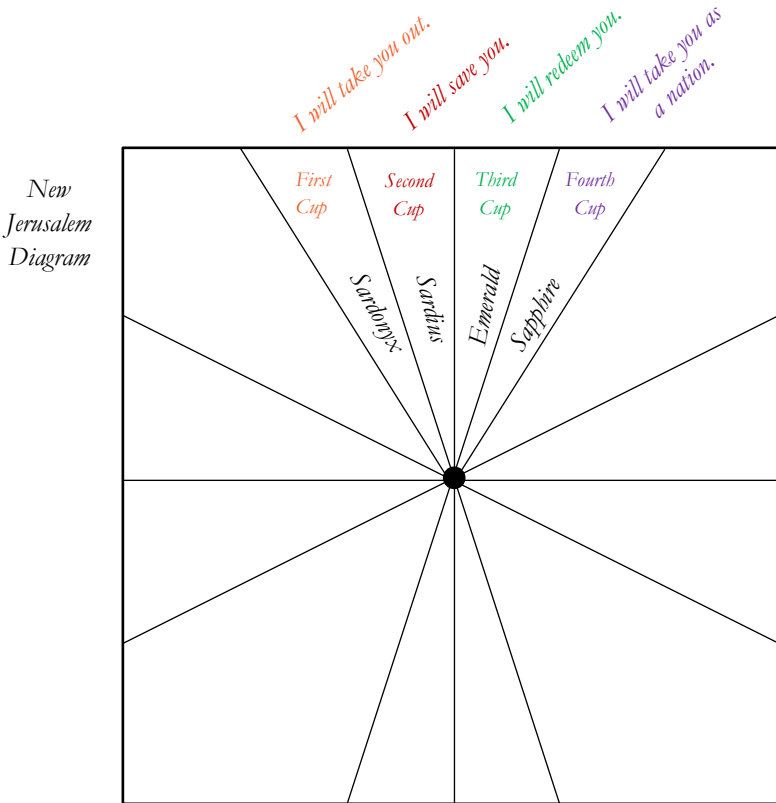 I will take you out.
I will save you.
I will redeem you.
I will take you as
a nation.
New
Jerusalem
Diagram
First
Cup
Second
Cup
Third
Cup
Fourth
Cup
Sardonyx
Sardius
Emerald
Sapphire